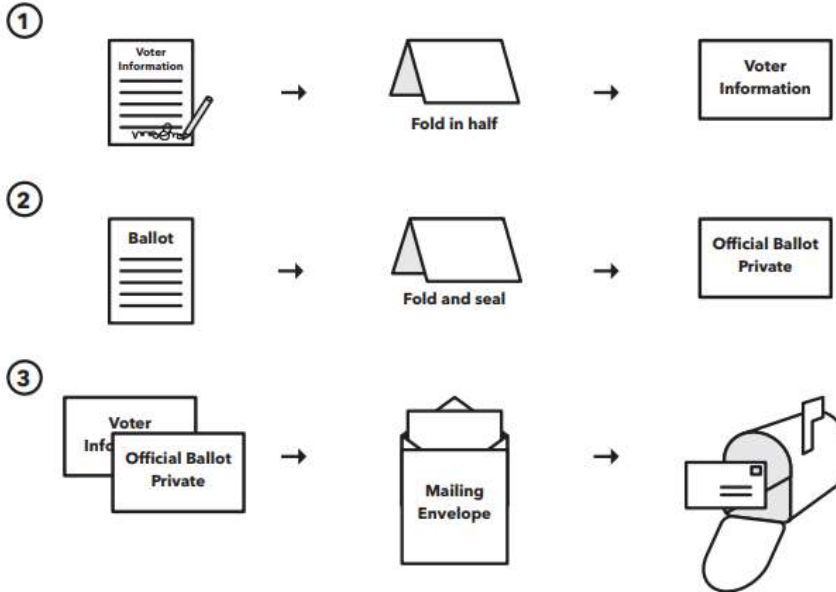 1
Voter
Information
Fold in half
Voter
Information
2
Ballot
Fold and seal
Official Ballot
Private
3
Voter
Info
Official Ballot
Private
Mailing
Envelope